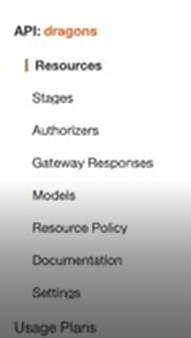 API: dragons
Resources
Stages
Authorizers
Gateway Responses
Models
Resource Policy
Documentation
Settings
Usage Plans